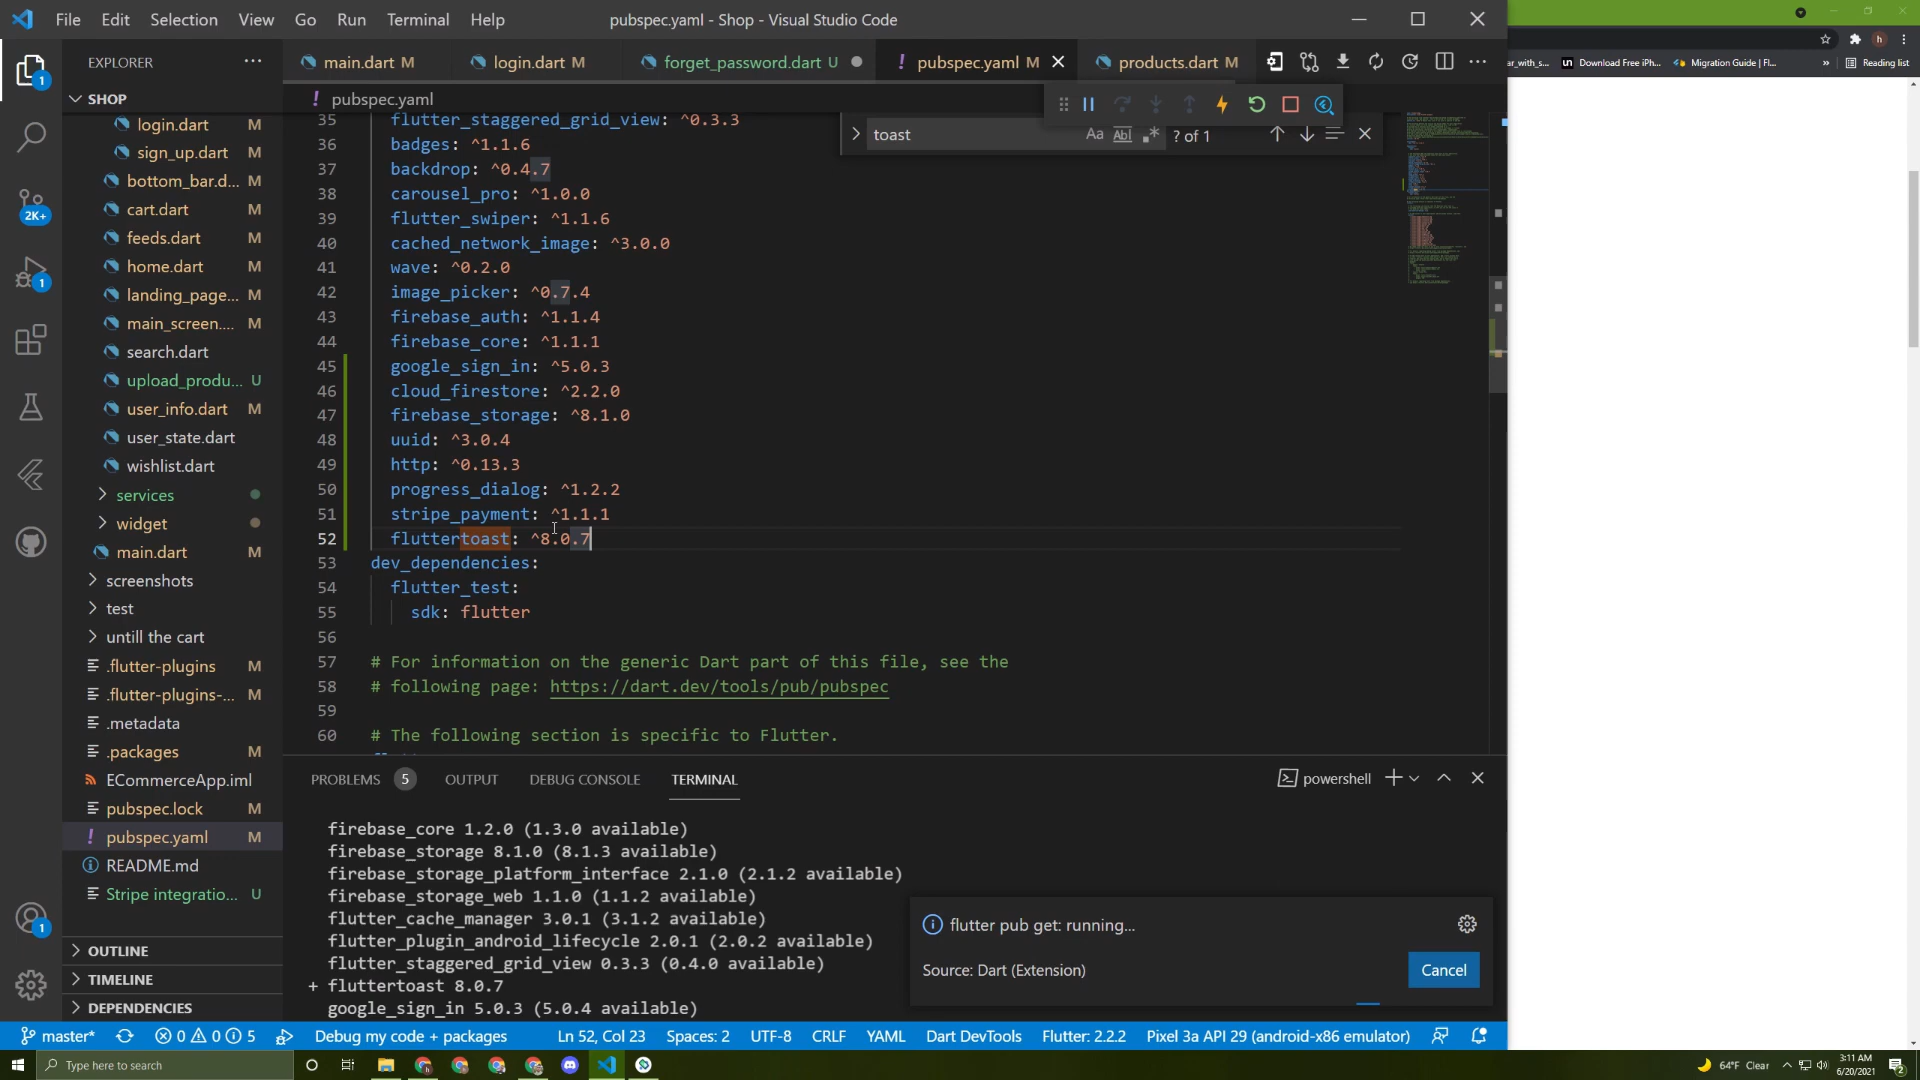 File Edit Selection View Go Run Terminal Help
pubspec.yaml - Shop - Visual Studio Code
EXPLORER
main.dart M
login.dart M
forget_password.dart U
pubspec.yaml M
products.dart M
ar_with_s...
Download Free iPh...
Migration Guide | Fl...
Reading list
h
SHOP
login.dart M
sign_up.dart M
bottom_bar.d... M
cart.dart M
feeds.dart M
home.dart M
landing_page... M
main_screen.... M
search.dart
upload_produ... U
user_info.dart M
user_state.dart
wishlist.dart
services
widget
main.dart M
screenshots
test
untill the cart
.flutter-plugins M
.flutter-plugins-... M
.metadata
.packages M
ECommerceApp.iml
pubspec.lock M
pubspec.yaml M
README.md
Stripe integratio... U
OUTLINE
TIMELINE
DEPENDENCIES
1
2K+
1
1
pubspec.yaml
toast
Aa
Abl
? of 1
35 flutter_staggered_grid_view: ^0.3.3
36 badges: ^1.1.6
37 backdrop: ^0.4.7
38 carousel_pro: ^1.0.0
39 flutter_swiper: ^1.1.6
40 cached_network_image: ^3.0.0
41 wave: ^0.2.0
42 image_picker: ^0.7.4
43 firebase_auth: ^1.1.4
44 firebase_core: ^1.1.1
45 google_sign_in: ^5.0.3
46 cloud_firestore: ^2.2.0
47 firebase_storage: ^8.1.0
48 uuid: ^3.0.4
49 http: ^0.13.3
50 progress_dialog: ^1.2.2
51 stripe_payment: ^1.1.1
52 fluttertoast: ^8.0.7
53 dev_dependencies:
54 flutter_test:
55 sdk: flutter
56
57 # For information on the generic Dart part of this file, see the
58 # following page: https://dart.dev/tools/pub/pubspec
59
60 # The following section is specific to Flutter.
PROBLEMS 5 OUTPUT DEBUG CONSOLE TERMINAL
powershell
firebase_core 1.2.0 (1.3.0 available)
firebase_storage 8.1.0 (8.1.3 available)
firebase_storage_platform_interface 2.1.0 (2.1.2 available)
firebase_storage_web 1.1.0 (1.1.2 available)
flutter_cache_manager 3.0.1 (3.1.2 available)
flutter_plugin_android_lifecycle 2.0.1 (2.0.2 available)
flutter_staggered_grid_view 0.3.3 (0.4.0 available)
+ fluttertoast 8.0.7
google_sign_in 5.0.3 (5.0.4 available)
flutter pub get: running...
Source: Dart (Extension)
Cancel
master* 0 0 5 Debug my code + packages Ln 52, Col 23 Spaces: 2 UTF-8 CRLF YAML Dart DevTools Flutter: 2.2.2 Pixel 3a API 29 (android-x86 emulator)
Type here to search
64°F Clear
3:11 AM
6/20/2021
2